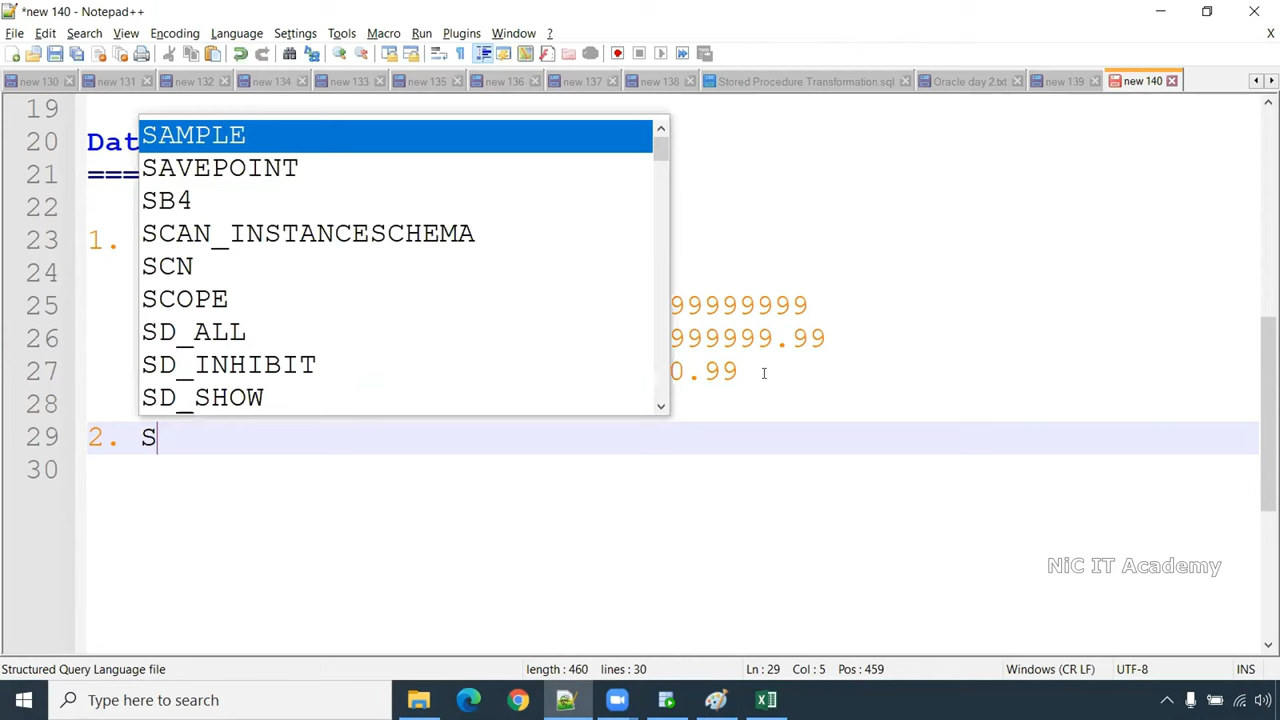 *new 140 - Notepad++
File Edit Search View Encoding Language Settings Tools Macro Run Plugins Window ? X
new 130 new 131 new 132 new 134 new 133 new 135 new 136 new 137 new 138 Stored Procedure Transformation.sql Oracle day 2.txt new 139 new 140
19
20 Dat
21 ===
22
23 1.
24
25 99999999
26 999999.99
27 0.99
28
29 2. S
30
SAMPLE
SAVEPOINT
SB4
SCAN_INSTANCESCHEMA
SCN
SCOPE
SD_ALL
SD_INHIBIT
SD_SHOW
NiC IT Academy
Structured Query Language file length : 460 lines : 30 Ln : 29 Col : 5 Pos : 459 Windows (CR LF) UTF-8 INS
Type here to search